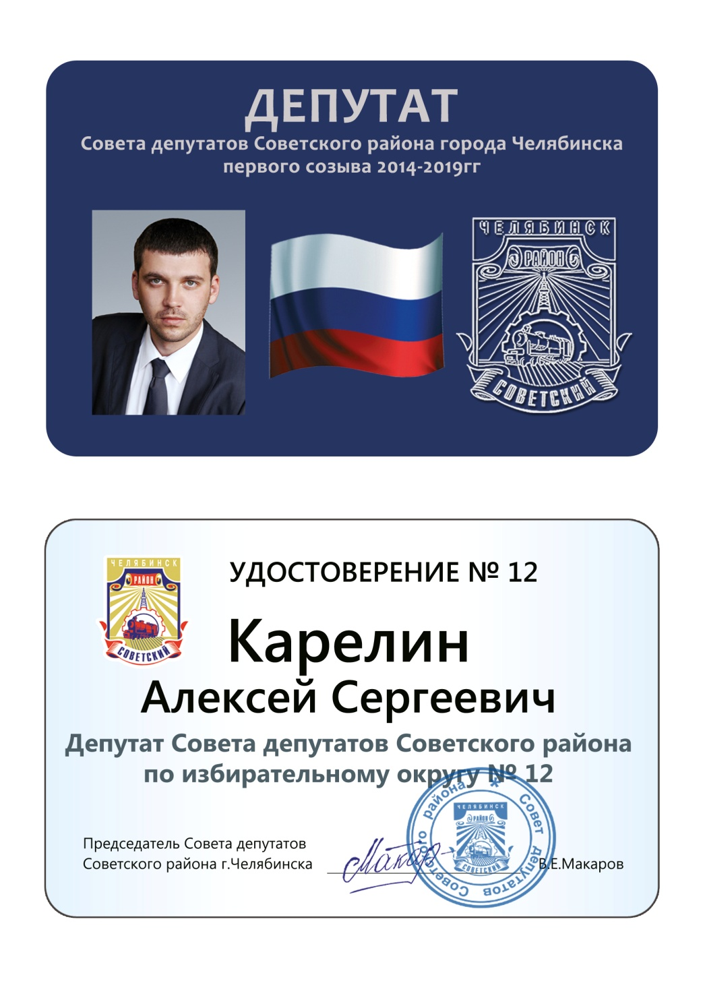 ДЕПУТАТ
Совета депутатов Советского района города Челябинска
первого созыва 2014-2019гг
ЧЕЛЯБИНСК
РАЙОН
СОВЕТСКИЙ
ЧЕЛЯБИНСК
РАЙОН
СОВЕТСКИЙ
УДОСТОВЕРЕНИЕ № 12
Карелин
Алексей Сергеевич
Депутат Совета депутатов Советского района
по избирательному округу № 12
Совет депутатов Советского района *
ЧЕЛЯБИНСК
РАЙОН
СОВЕТСКИЙ
Председатель Совета депутатов
Советского района г.Челябинска
Макар
В.Е.Макаров